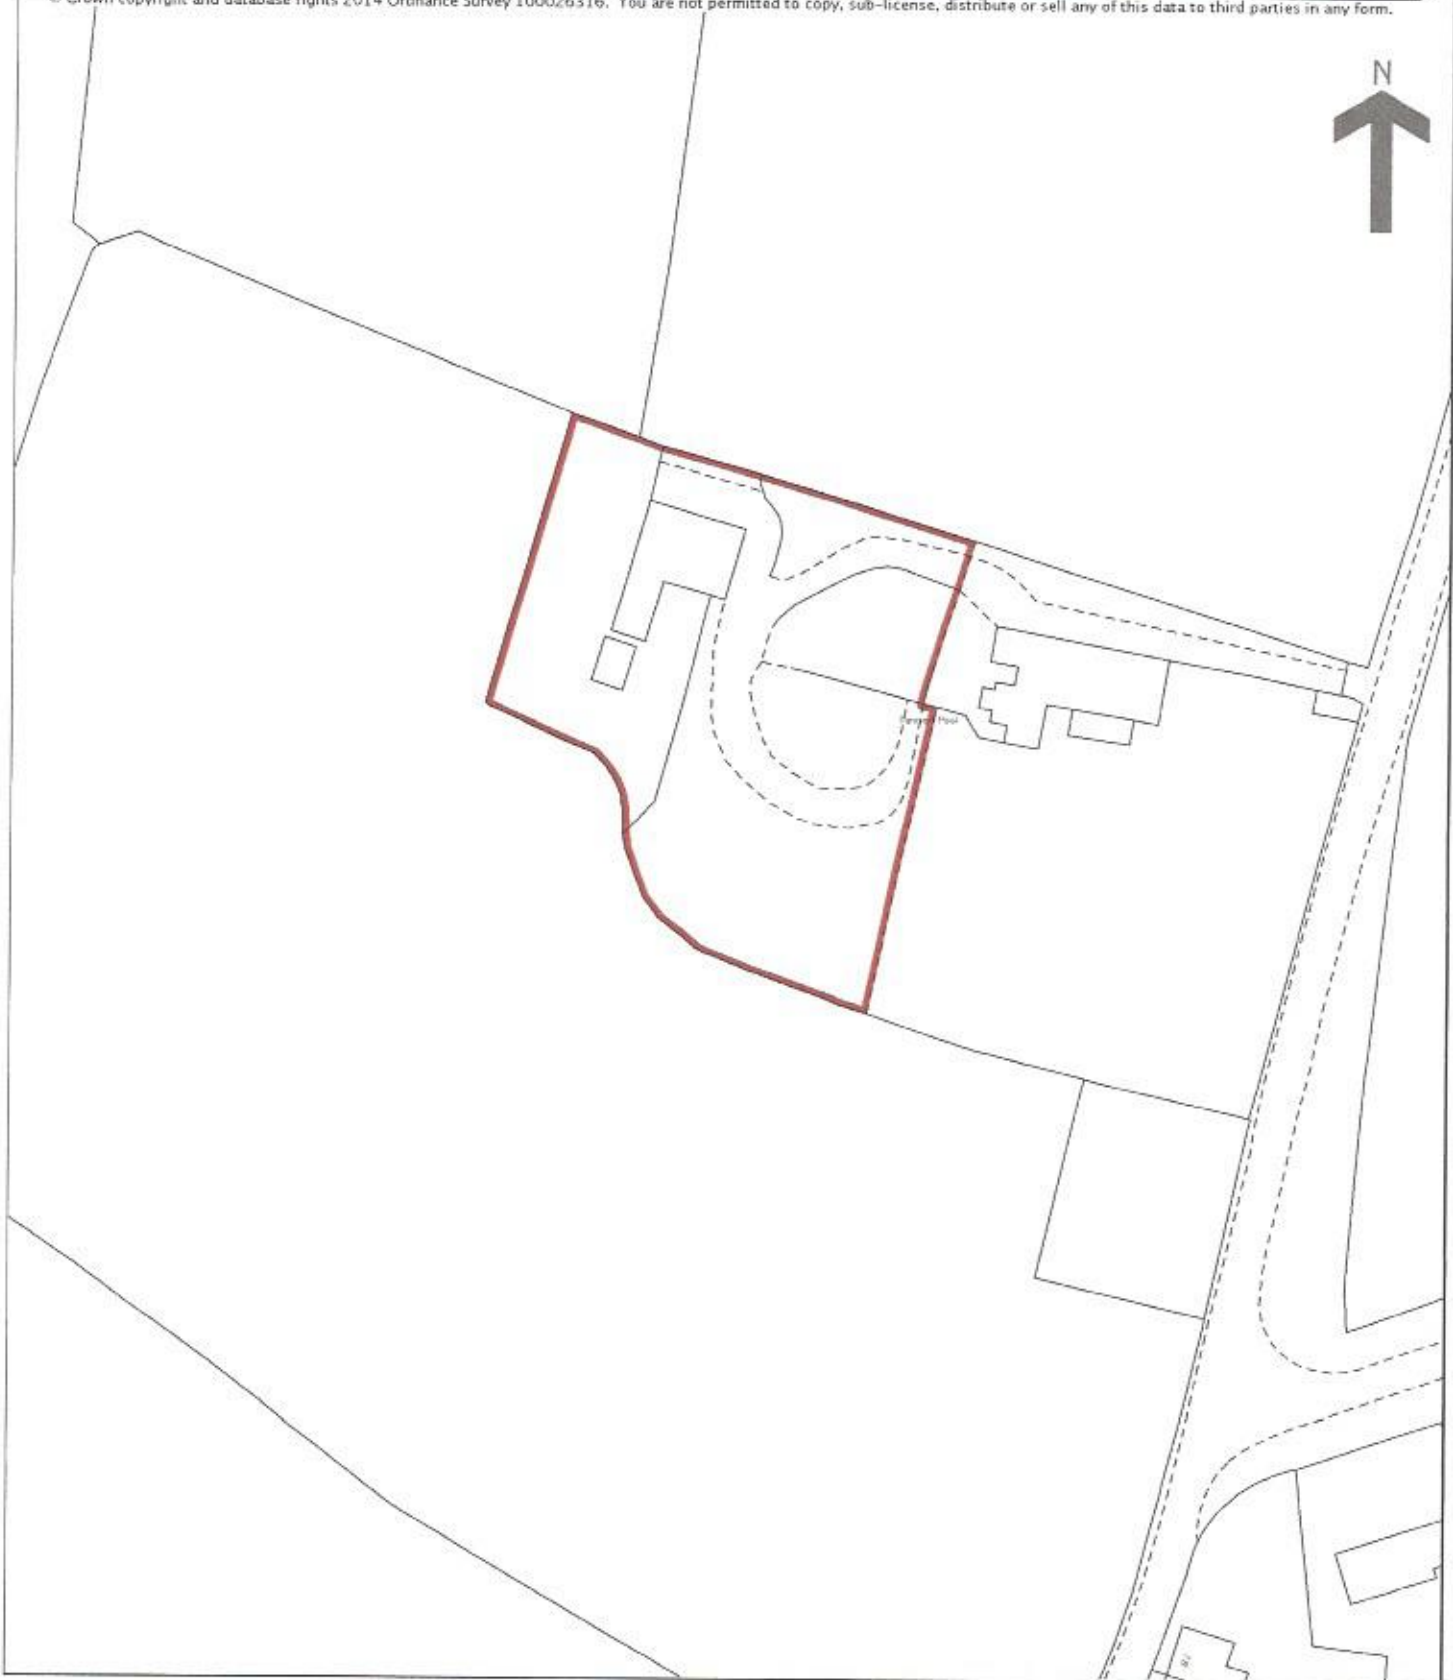 © Crown copyright and database rights 2014 Ordnance Survey 100026316. You are not permitted to copy, sub-license, distribute or sell any of this data to third parties in any form.
N
Pool